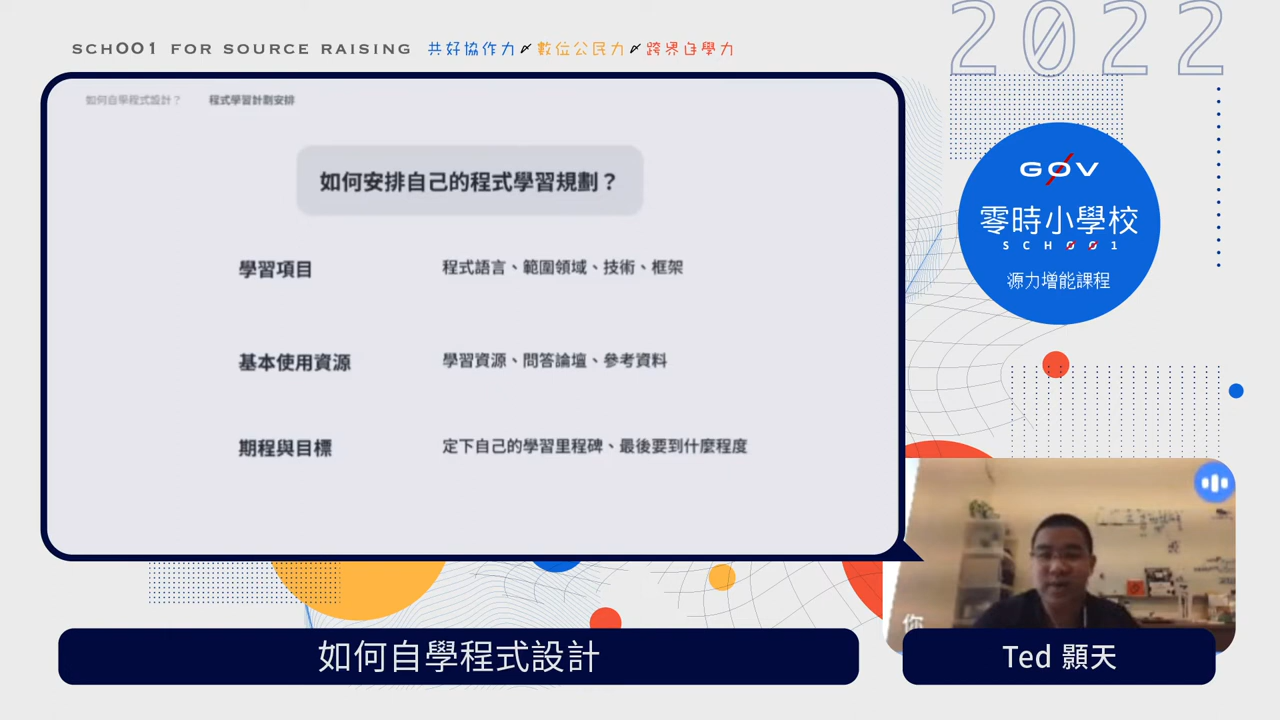 2022
SCH001 FOR SOURCE RAISING 共好協作力 數位公民力 跨界自學力
如何自學程式設計？ 程式學習計劃安排
如何安排自己的程式學習規劃？
學習項目 程式語言、範圍領域、技術、框架
基本使用資源 學習資源、問答論壇、參考資料
期程與目標 定下自己的學習里程碑、最後要到什麼程度
G0V
零時小學校
SCH001
源力增能課程
你
如何自學程式設計
Ted 顥天